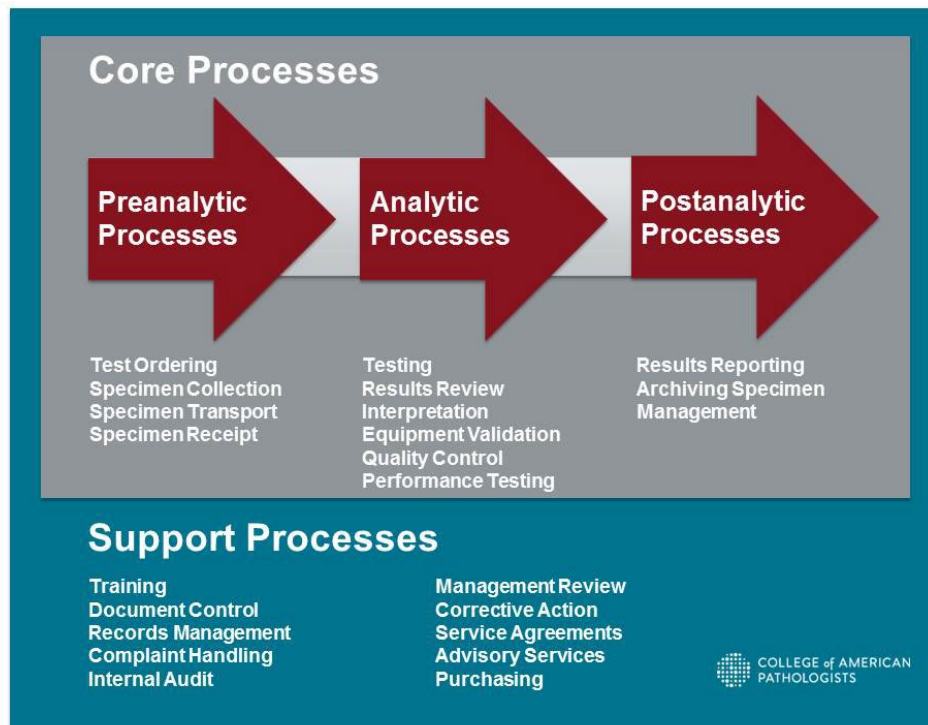 Core Processes
Preanalytic
Processes
Analytic
Processes
Postanalytic
Processes
Test Ordering
Specimen Collection
Specimen Transport
Specimen Receipt
Testing
Results Review
Interpretation
Equipment Validation
Quality Control
Performance Testing
Results Reporting
Archiving Specimen
Management
Support Processes
Training
Document Control
Records Management
Complaint Handling
Internal Audit
Management Review
Corrective Action
Service Agreements
Advisory Services
Purchasing
COLLEGE of AMERICAN
PATHOLOGISTS